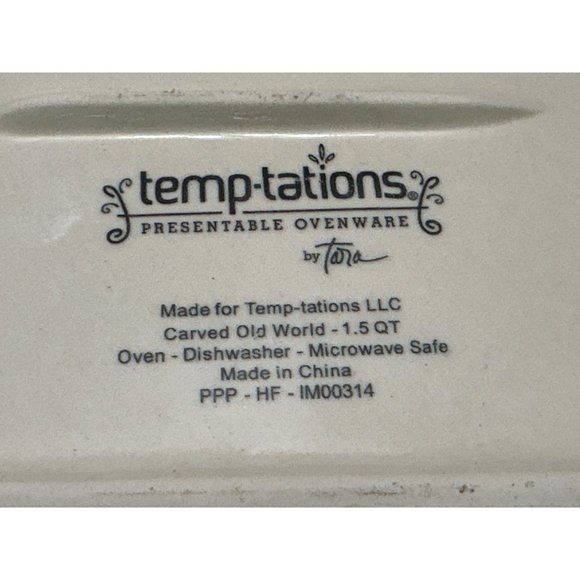 temp-tations®
PRESENTABLE OVENWARE
by Tara
Made for Temp-tations LLC
Carved Old World - 1.5 QT
Oven - Dishwasher - Microwave Safe
Made in China
PPP - HF - IM00314